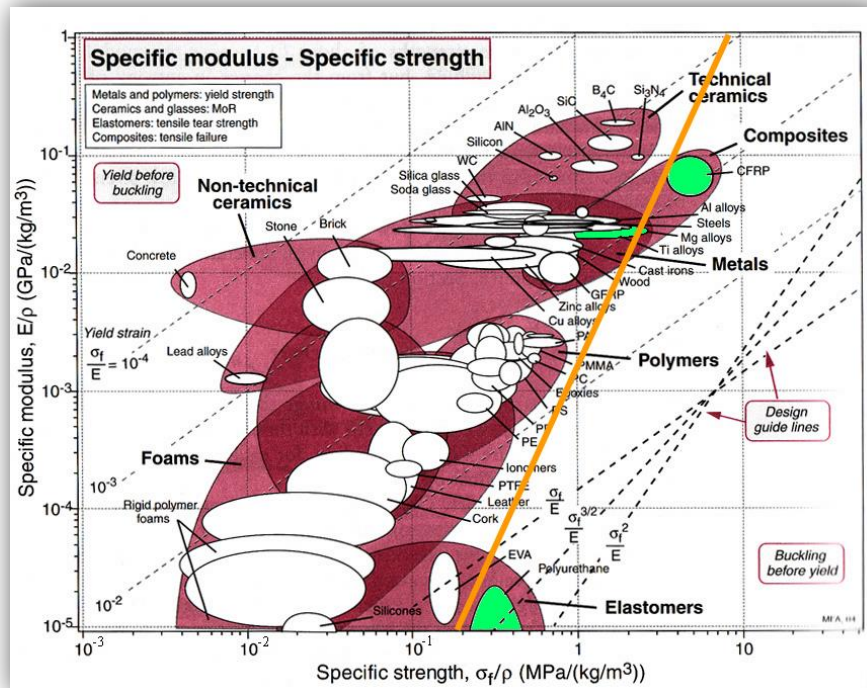 Specific modulus - Specific strength
Metals and polymers: yield strength
Ceramics and glasses: MoR
Elastomers: tensile tear strength
Composites: tensile failure
Yield before
buckling
Non-technical
ceramics
Technical
ceramics
Composites
CFRP
B₄C
Si₃N₄
SiC
Al₂O₃
AlN
Silicon
WC
Silica glass
Soda glass
Brick
Stone
Concrete
Al alloys
Steels
Mg alloys
Ti alloys
Metals
Cast irons
Wood
GFRP
Zinc alloys
Cu alloys
Yield strain
σf/E = 10⁻⁴
Lead alloys
PA
Polymers
PMMA
PC
Epoxies
PS
PP
PE
Foams
Ionomers
PTFE
Leather
Cork
10⁻³
Rigid polymer
foams
10⁻²
EVA
Polyurethane
Silicones
Elastomers
σf/E
σf^3/2/E
σf²/E
Design
guide lines
Buckling
before yield
1
10⁻¹
10⁻²
10⁻³
10⁻⁴
10⁻⁵
Specific modulus, E/ρ (GPa/(kg/m³)
10⁻³
10⁻²
10⁻¹
1
10
Specific strength, σf/ρ (MPa/(kg/m³)